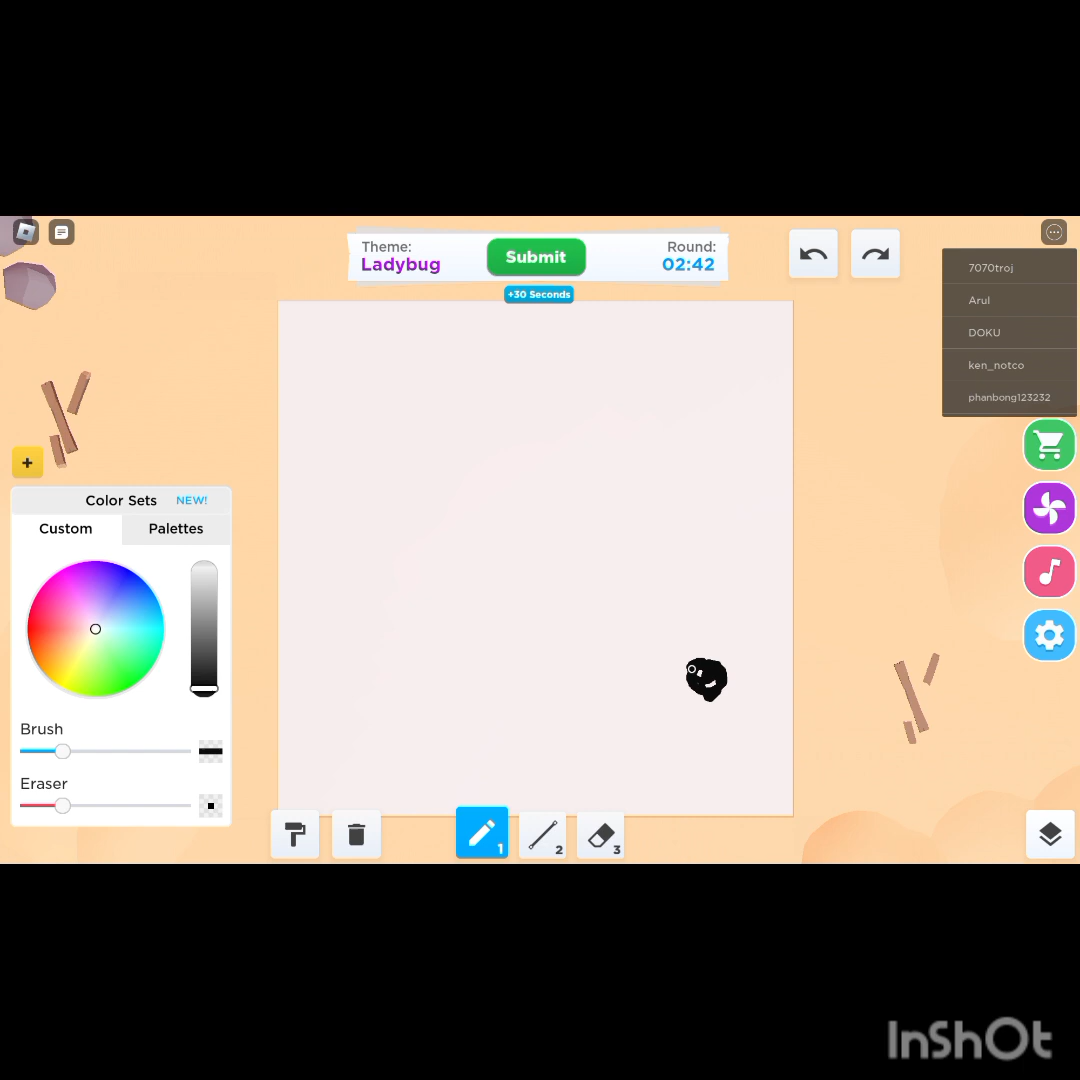 Theme:
Ladybug
Submit
Round:
02:42
+30 Seconds
7070troj
Arul
DOKU
ken_notco
phanbong123232
+
Color Sets NEW!
Custom Palettes
Brush
Eraser
1
2
3
InShOt